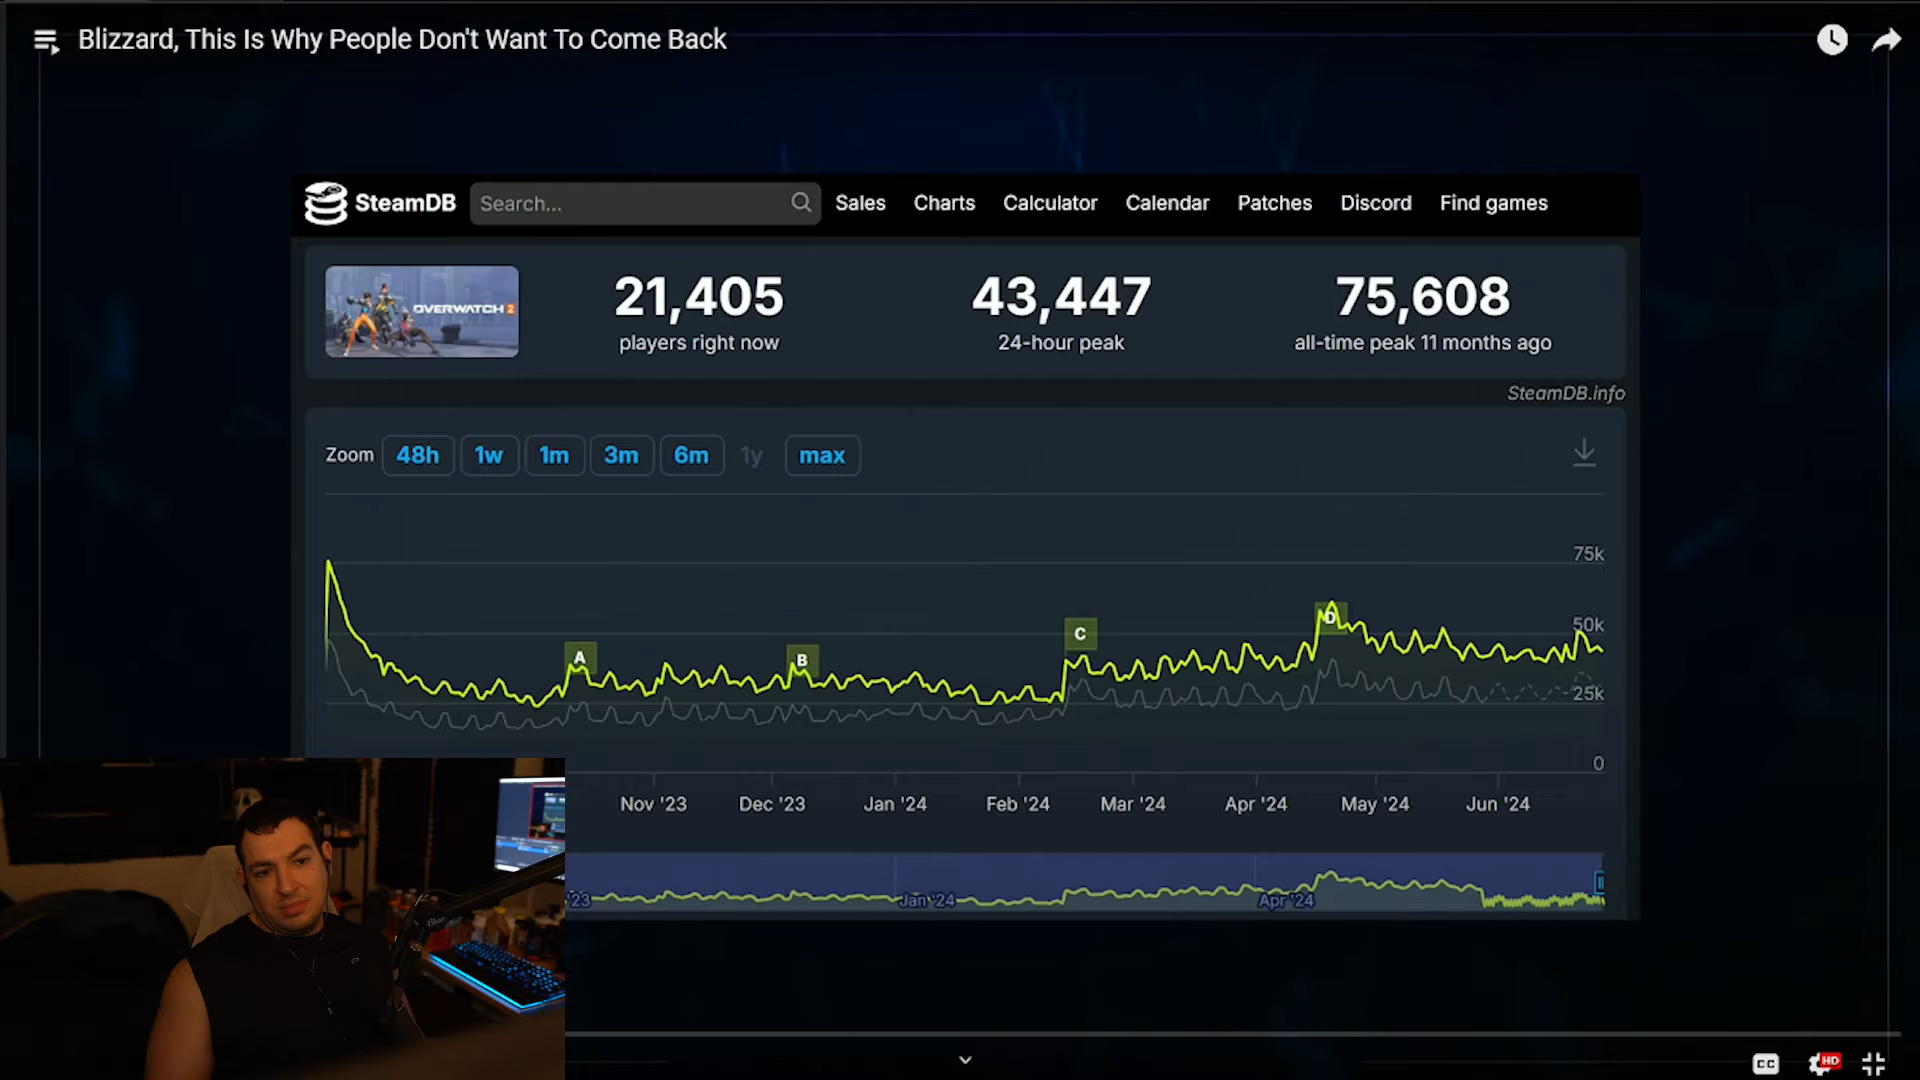 Blizzard, This Is Why People Don't Want To Come Back
SteamDB Search... Sales Charts Calculator Calendar Patches Discord Find games
OVERWATCH 2
21,405 43,447 75,608
players right now 24-hour peak all-time peak 11 months ago
SteamDB.info
Zoom 48h 1w 1m 3m 6m 1y max
75k
50k
25k
0
A B C D
Nov '23 Dec '23 Jan '24 Feb '24 Mar '24 Apr '24 May '24 Jun '24
'23 Jan '24 Apr '24
Blue
CC HD